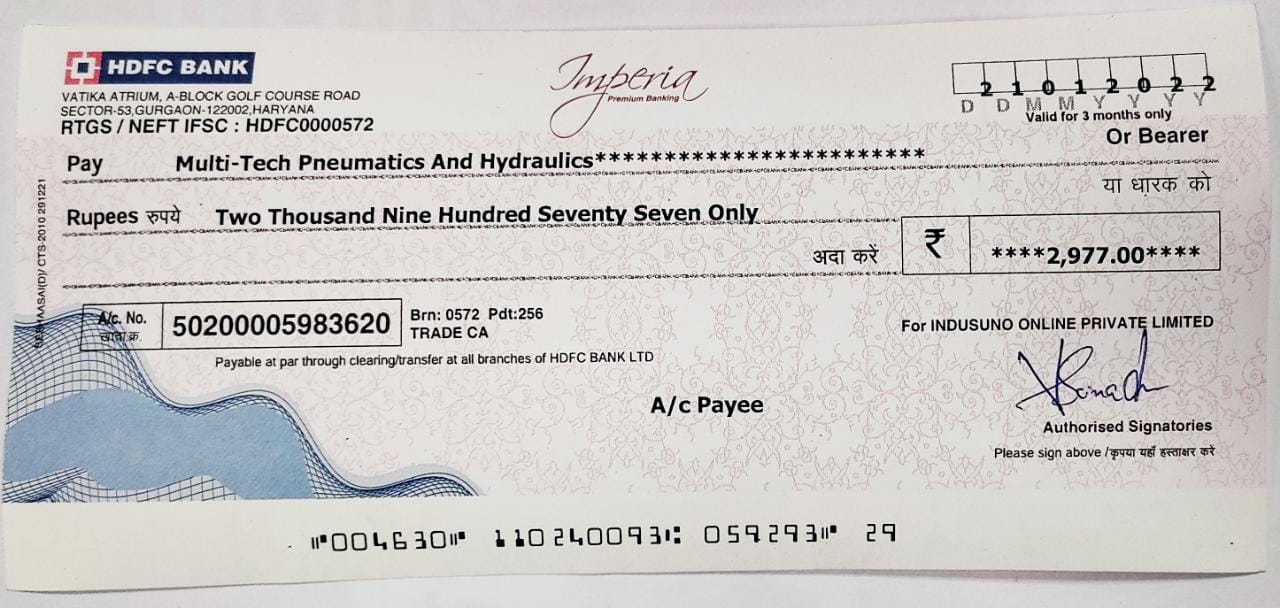 HDFC BANK
VATIKA ATRIUM, A-BLOCK GOLF COURSE ROAD
SECTOR-53,GURGAON-122002,HARYANA
RTGS / NEFT IFSC : HDFC0000572
Imperia
Premium Banking
2 1 0 1 2 0 2 2
D D M M Y Y Y Y
Valid for 3 months only
Or Bearer
Pay Multi-Tech Pneumatics And Hydraulics************************
या धारक को
Rupees रुपये Two Thousand Nine Hundred Seventy Seven Only
अदा करें ₹ ****2,977.00****
CTS-2010 291221
A/c. No. 50200005983620
खाता क्र.
Brn: 0572 Pdt:256
TRADE CA
Payable at par through clearing/transfer at all branches of HDFC BANK LTD
For INDUSUNO ONLINE PRIVATE LIMITED
A/c Payee
Authorised Signatories
Please sign above /कृपया यहाँ हस्ताक्षर करें
⑈004630⑈ 110240093⑆ 059293⑈ 29